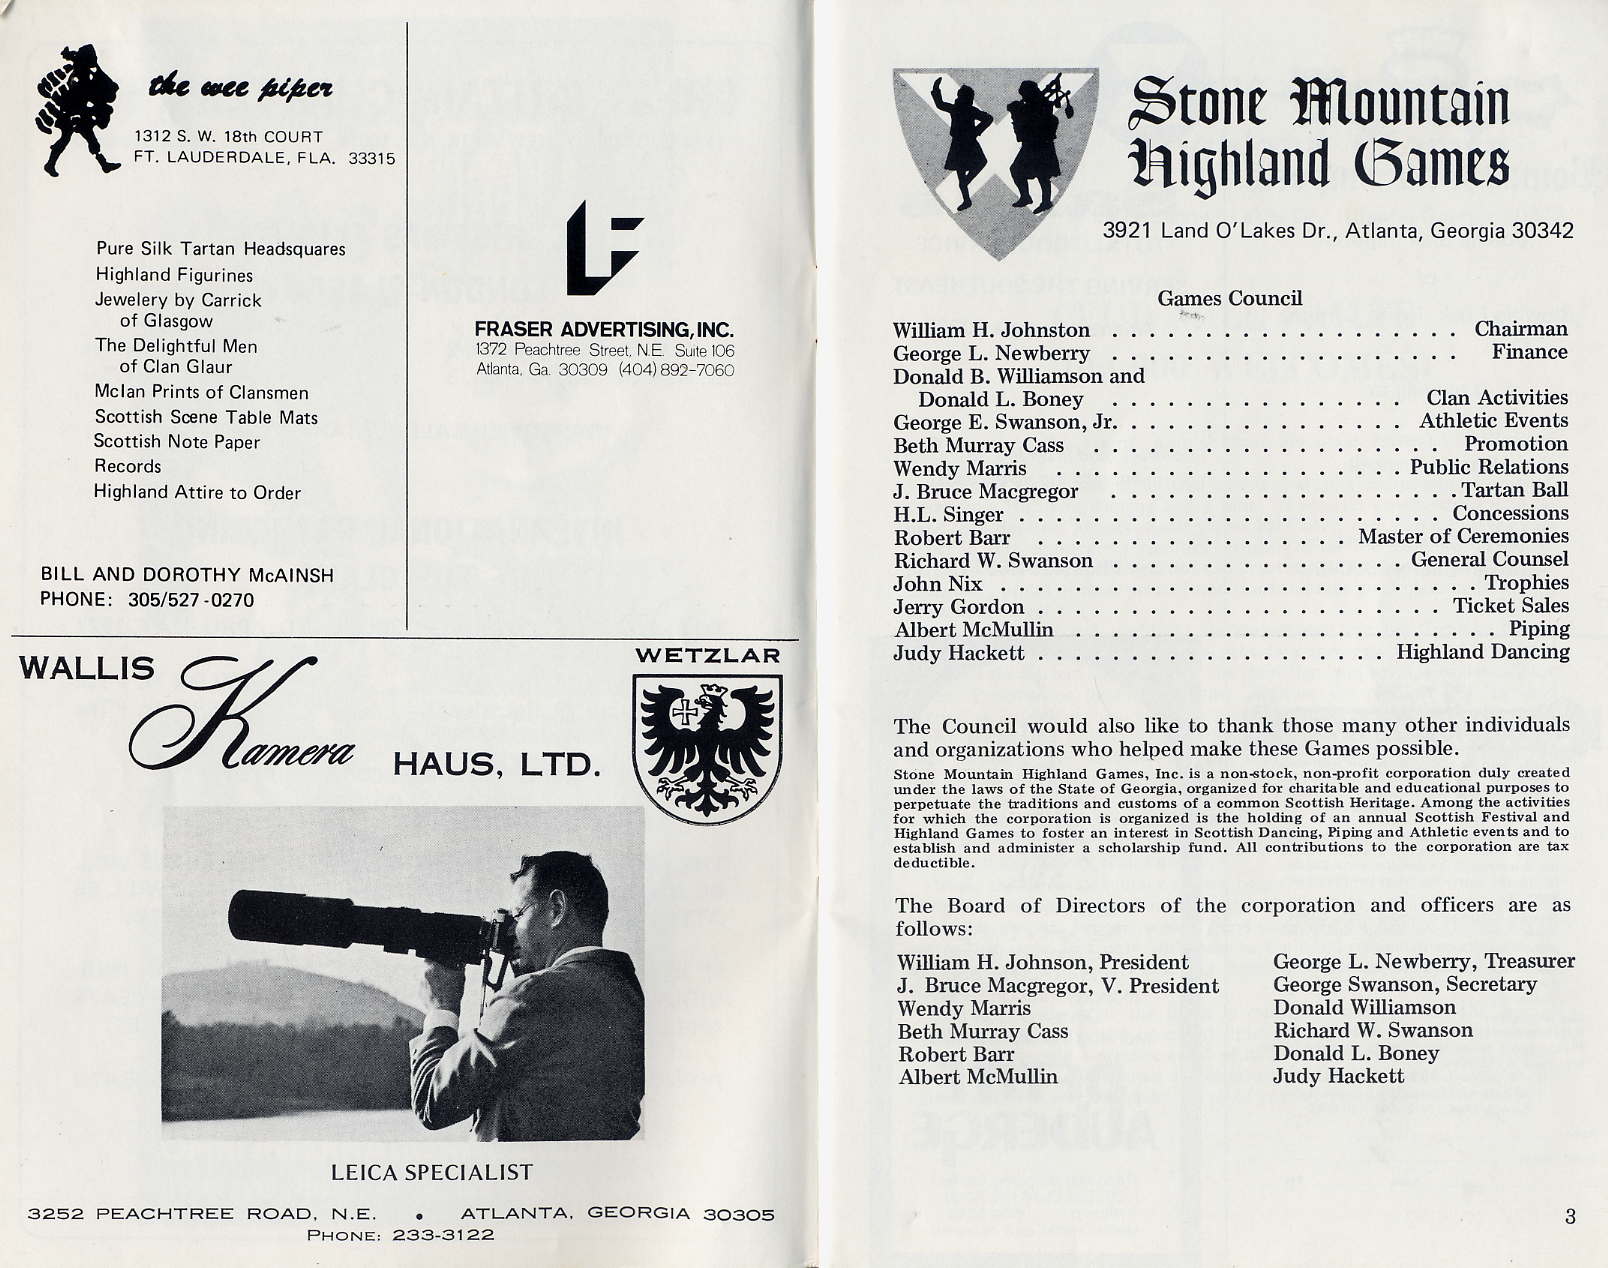 the wee piper
1312 S. W. 18th COURT
FT. LAUDERDALE, FLA. 33315
Pure Silk Tartan Headsquares
Highland Figurines
Jewelery by Carrick
of Glasgow
The Delightful Men
of Clan Glaur
McIan Prints of Clansmen
Scottish Scene Table Mats
Scottish Note Paper
Records
Highland Attire to Order
BILL AND DOROTHY McAINSH
PHONE: 305/527-0270
FRASER ADVERTISING, INC.
1372 Peachtree Street, N.E. Suite 106
Atlanta, Ga. 30309 (404) 892-7060
WALLIS Kamera HAUS, LTD.
WETZLAR
LEICA SPECIALIST
3252 PEACHTREE ROAD, N.E. • ATLANTA, GEORGIA 30305
PHONE: 233-3122
Stone Mountain
Highland Games
3921 Land O'Lakes Dr., Atlanta, Georgia 30342
Games Council
William H. Johnston . . . . . . . . . . . . . . . . . . . Chairman
George L. Newberry . . . . . . . . . . . . . . . . . . . Finance
Donald B. Williamson and
Donald L. Boney . . . . . . . . . . . . . . . . Clan Activities
George E. Swanson, Jr. . . . . . . . . . . . . . . . . Athletic Events
Beth Murray Cass . . . . . . . . . . . . . . . . . . . Promotion
Wendy Marris . . . . . . . . . . . . . . . . . . . Public Relations
J. Bruce Macgregor . . . . . . . . . . . . . . . . . . . Tartan Ball
H.L. Singer . . . . . . . . . . . . . . . . . . . . . . . Concessions
Robert Barr . . . . . . . . . . . . . . . . . Master of Ceremonies
Richard W. Swanson . . . . . . . . . . . . . . . . General Counsel
John Nix . . . . . . . . . . . . . . . . . . . . . . . . . . Trophies
Jerry Gordon . . . . . . . . . . . . . . . . . . . . . . Ticket Sales
Albert McMullin . . . . . . . . . . . . . . . . . . . . . . . Piping
Judy Hackett . . . . . . . . . . . . . . . . . . . Highland Dancing
The Council would also like to thank those many other individuals
and organizations who helped make these Games possible.
Stone Mountain Highland Games, Inc. is a non-stock, non-profit corporation duly created
under the laws of the State of Georgia, organized for charitable and educational purposes to
perpetuate the traditions and customs of a common Scottish Heritage. Among the activities
for which the corporation is organized is the holding of an annual Scottish Festival and
Highland Games to foster an interest in Scottish Dancing, Piping and Athletic events and to
establish and administer a scholarship fund. All contributions to the corporation are tax
deductible.
The Board of Directors of the corporation and officers are as
follows:
William H. Johnson, President
J. Bruce Macgregor, V. President
Wendy Marris
Beth Murray Cass
Robert Barr
Albert McMullin
George L. Newberry, Treasurer
George Swanson, Secretary
Donald Williamson
Richard W. Swanson
Donald L. Boney
Judy Hackett
3